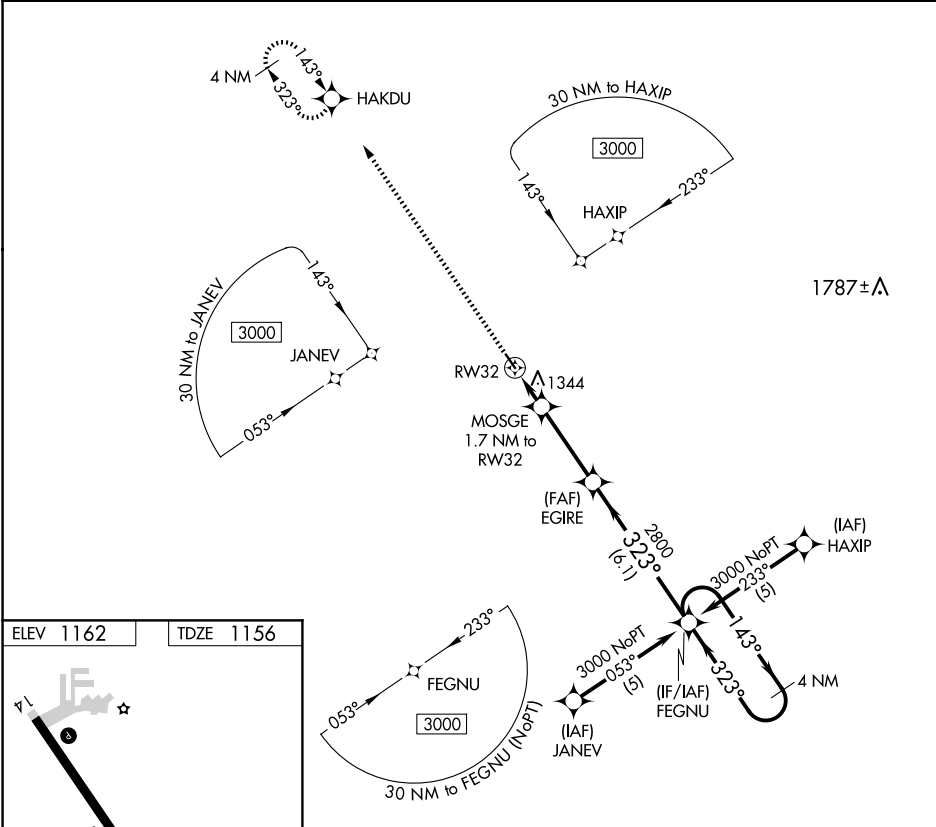 4 NM
143°
323°
HAKDU
30 NM to HAXIP
3000
143°
233°
HAXIP
1787±
30 NM to JANEV
143°
3000
JANEV
053°
RW32
1344
MOSGE
1.7 NM to
RW32
(FAF)
EGIRE
2800
323°
(6.1)
(IAF)
HAXIP
3000 NoPT
233°
(5)
143°
323°
4 NM
(IF/IAF)
FEGNU
3000 NoPT
053°
(5)
(IAF)
JANEV
233°
053°
FEGNU
3000
30 NM to FEGNU (NoPT)
ELEV 1162
TDZE 1156
14
P